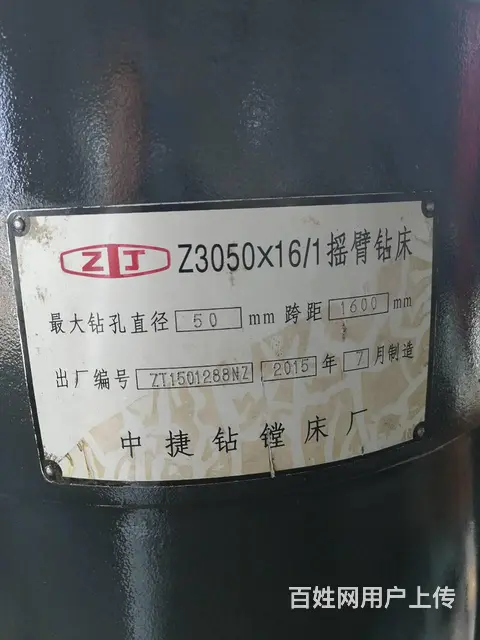 ZJ Z3050×16/1摇臂钻床
最大钻孔直径 50 mm 跨距 1600 mm
出厂编号 ZT1501288NZ 2015 年 7 月制造
中捷钻镗床厂
百姓网用户上传